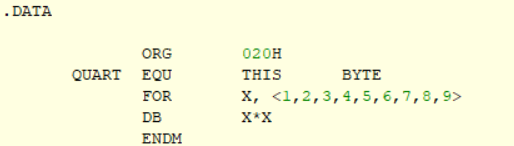 .DATA
ORG 020H
QUART EQU THIS BYTE
FOR X, <1,2,3,4,5,6,7,8,9>
DB X*X
ENDM